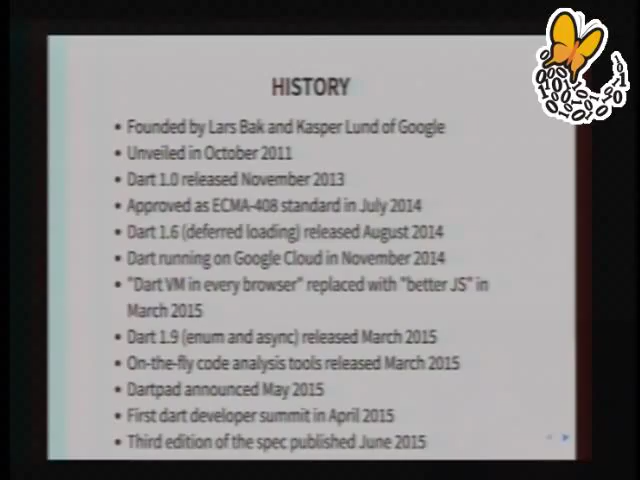 HISTORY
• Founded by Lars Bak and Kasper Lund of Google
• Unveiled in October 2011
• Dart 1.0 released November 2013
• Approved as ECMA-408 standard in July 2014
• Dart 1.6 (deferred loading) released August 2014
• Dart running on Google Cloud in November 2014
• "Dart VM in every browser" replaced with "better JS" in
March 2015
• Dart 1.9 (enum and async) released March 2015
• On-the-fly code analysis tools released March 2015
• Dartpad announced May 2015
• First dart developer summit in April 2015
• Third edition of the spec published June 2015